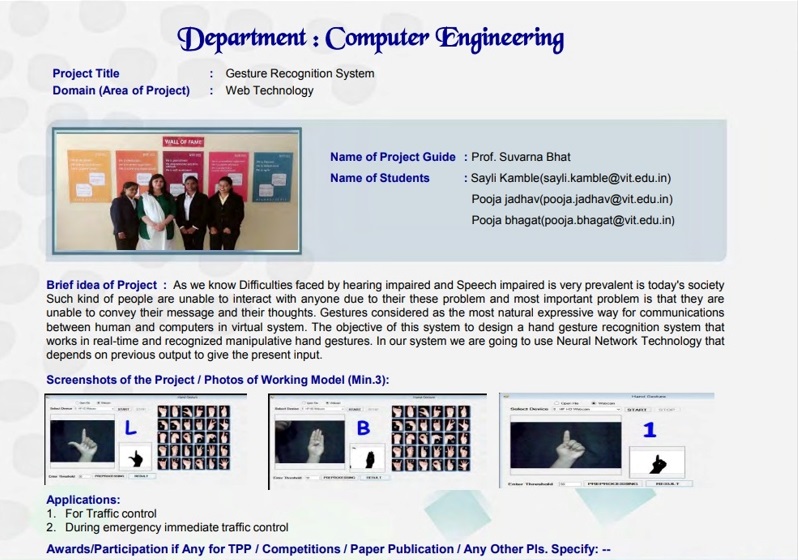 Department : Computer Engineering
Project Title : Gesture Recognition System
Domain (Area of Project) : Web Technology
WALL OF FAME
Name of Project Guide : Prof. Suvarna Bhat
Name of Students : Sayli Kamble(sayli.kamble@vit.edu.in)
Pooja jadhav(pooja.jadhav@vit.edu.in)
Pooja bhagat(pooja.bhagat@vit.edu.in)
Brief idea of Project : As we know Difficulties faced by hearing impaired and Speech impaired is very prevalent is today's society
Such kind of people are unable to interact with anyone due to their these problem and most important problem is that they are
unable to convey their message and their thoughts. Gestures considered as the most natural expressive way for communications
between human and computers in virtual system. The objective of this system to design a hand gesture recognition system that
works in real-time and recognized manipulative hand gestures. In our system we are going to use Neural Network Technology that
depends on previous output to give the present input.
Screenshots of the Project / Photos of Working Model (Min.3):
L
B
Hand Gesture
Open File Webcam
Select Device START STOP
1
Enter Threshold PREPROCESSING RESULT
Applications:
1. For Traffic control
2. During emergency immediate traffic control
Awards/Participation if Any for TPP / Competitions / Paper Publication / Any Other Pls. Specify: --